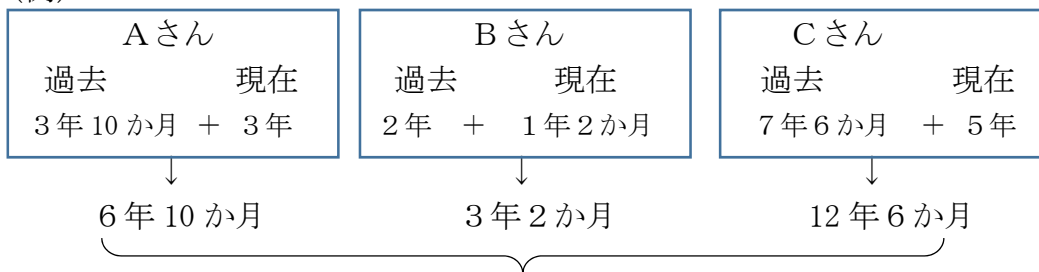 Aさん Bさん Cさん
過去 現在 過去 現在 過去 現在
3年10か月 + 3年 2年 + 1年2か月 7年6か月 + 5年
↓ ↓ ↓
6年10か月 3年2か月 12年6か月